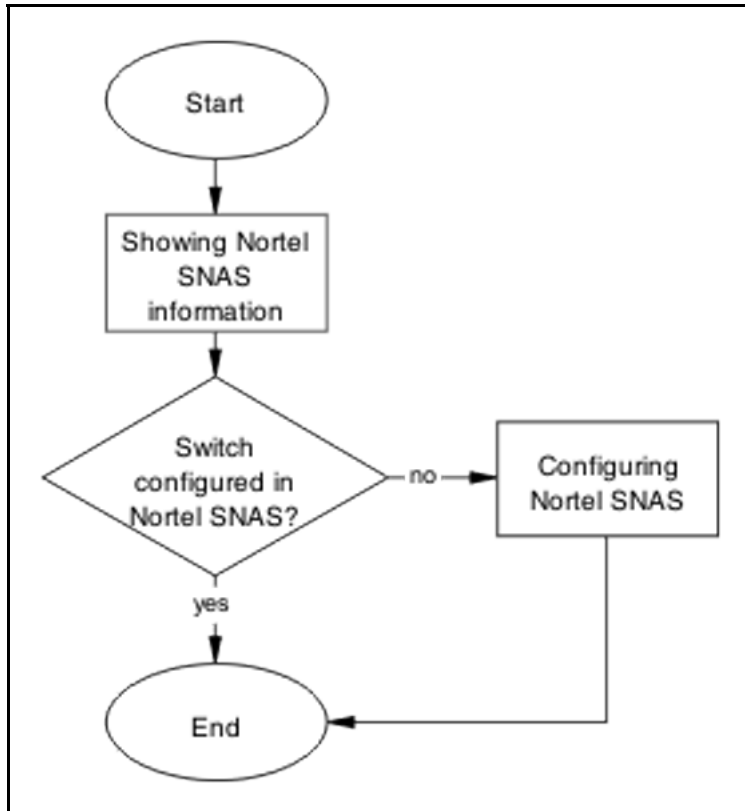 Start
Showing Nortel
SNAS
information
Switch
configured in
Nortel SNAS?
no
Configuring
Nortel SNAS
yes
End